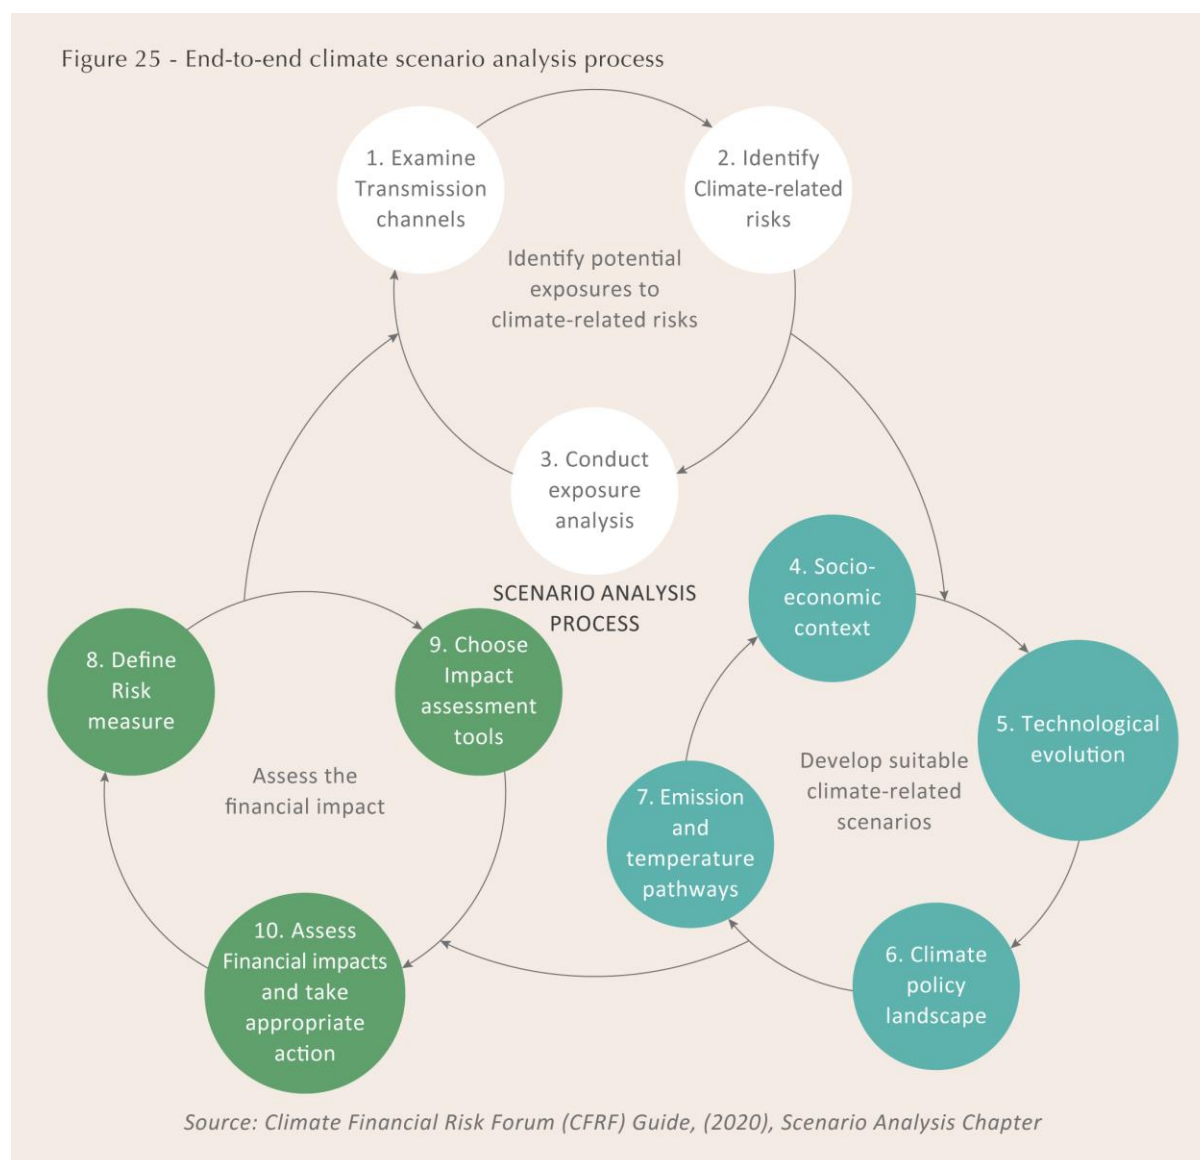 Figure 25 - End-to-end climate scenario analysis process
1. Examine
Transmission
channels
2. Identify
Climate-related
risks
Identify potential
exposures to
climate-related risks
3. Conduct
exposure
analysis
SCENARIO ANALYSIS
PROCESS
4. Socio-
economic
context
5. Technological
evolution
Develop suitable
climate-related
scenarios
6. Climate
policy
landscape
7. Emission
and
temperature
pathways
8. Define
Risk
measure
9. Choose
Impact
assessment
tools
Assess the
financial impact
10. Assess
Financial impacts
and take
appropriate
action
Source: Climate Financial Risk Forum (CFRF) Guide, (2020), Scenario Analysis Chapter